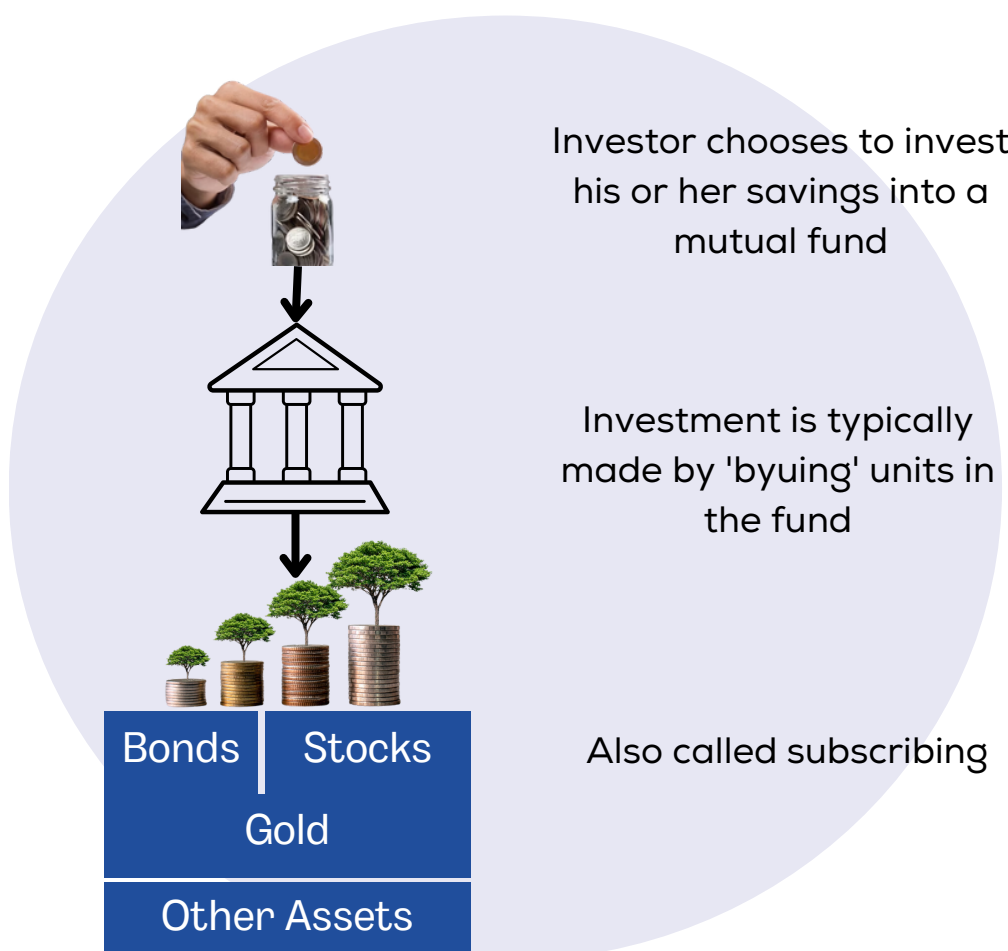 Investor chooses to invest
his or her savings into a
mutual fund
Investment is typically
made by 'byuing' units in
the fund
Bonds
Stocks
Also called subscribing
Gold
Other Assets